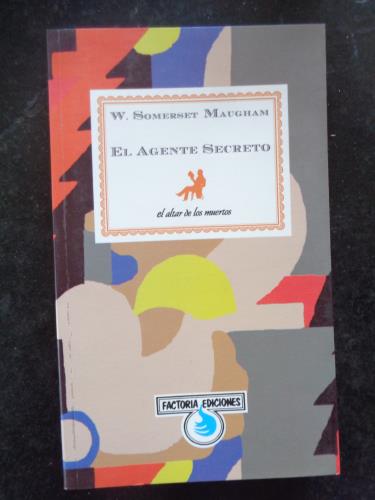 W. Somerset Maugham
El Agente Secreto
el altar de los muertos
FACTORIA EDICIONES